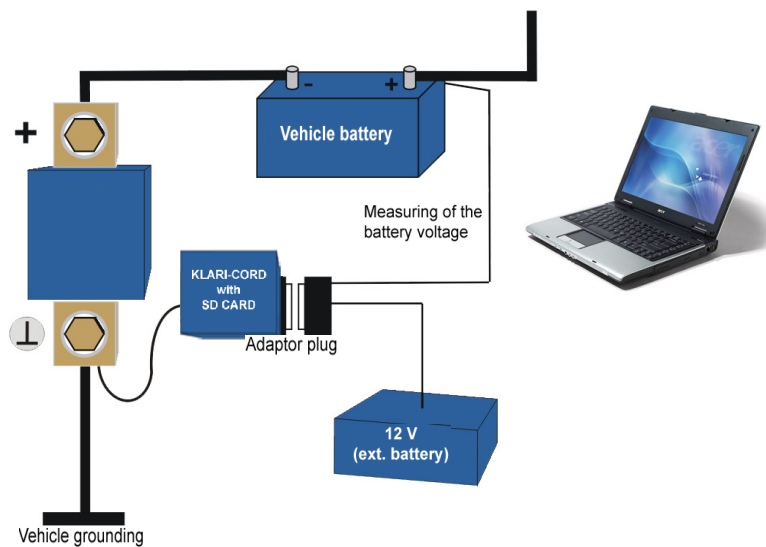 - +
Vehicle battery
+
Measuring of the
battery voltage
acer
KLARI-CORD
with
SD CARD
Adaptor plug
12 V
(ext. battery)
Vehicle grounding